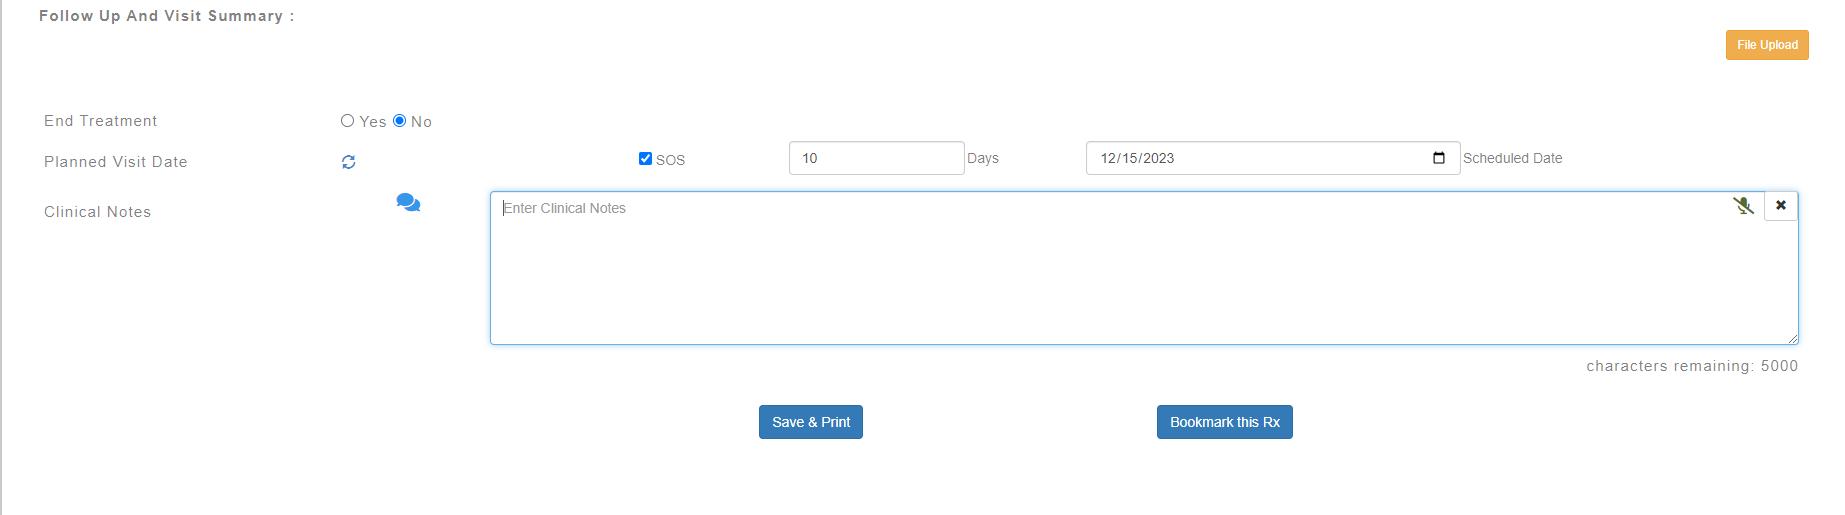 Follow Up And Visit Summary :
File Upload
End Treatment Yes No
Planned Visit Date SOS 10 Days 12/15/2023 Scheduled Date
Clinical Notes Enter Clinical Notes
characters remaining: 5000
Save & Print Bookmark this Rx